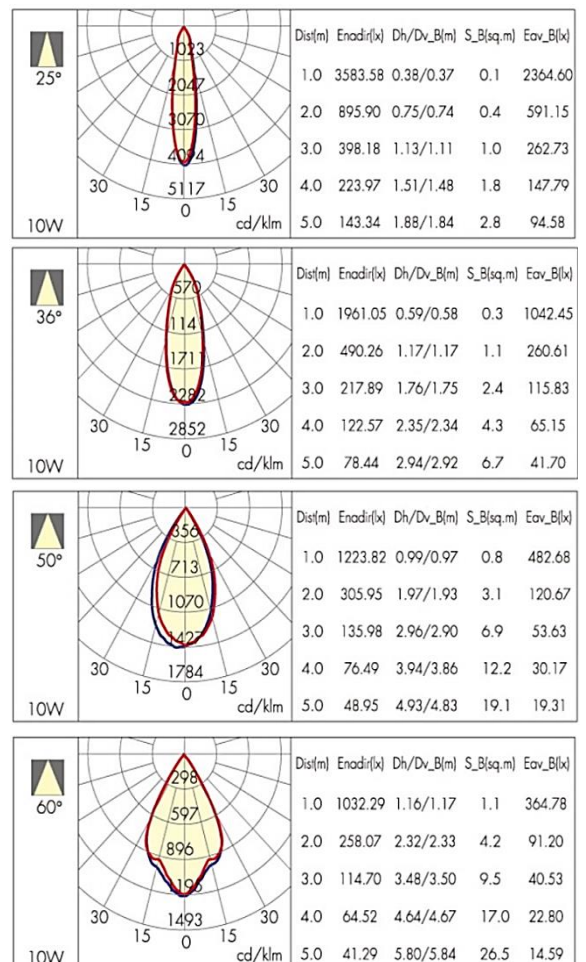 Dist(m) Enadir(lx) Dh/Dv_B(m) S_B(sq.m) Eav_B(lx)
25°
1023
2047
3070
4094
5117
30 15 0 15 30
cd/klm
10W
1.0 3583.58 0.38/0.37 0.1 2364.60
2.0 895.90 0.75/0.74 0.4 591.15
3.0 398.18 1.13/1.11 1.0 262.73
4.0 223.97 1.51/1.48 1.8 147.79
5.0 143.34 1.88/1.84 2.8 94.58
Dist(m) Enadir(lx) Dh/Dv_B(m) S_B(sq.m) Eav_B(lx)
36°
570
114
1711
2282
2852
30 15 0 15 30
cd/klm
10W
1.0 1961.05 0.59/0.58 0.3 1042.45
2.0 490.26 1.17/1.17 1.1 260.61
3.0 217.89 1.76/1.75 2.4 115.83
4.0 122.57 2.35/2.34 4.3 65.15
5.0 78.44 2.94/2.92 6.7 41.70
Dist(m) Enadir(lx) Dh/Dv_B(m) S_B(sq.m) Eav_B(lx)
50°
356
713
1070
1427
1784
30 15 0 15 30
cd/klm
10W
1.0 1223.82 0.99/0.97 0.8 482.68
2.0 305.95 1.97/1.93 3.1 120.67
3.0 135.98 2.96/2.90 6.9 53.63
4.0 76.49 3.94/3.86 12.2 30.17
5.0 48.95 4.93/4.83 19.1 19.31
Dist(m) Enadir(lx) Dh/Dv_B(m) S_B(sq.m) Eav_B(lx)
60°
298
597
896
1493
30 15 0 15 30
cd/klm
10W
1.0 1032.29 1.16/1.17 1.1 364.78
2.0 258.07 2.32/2.33 4.2 91.20
3.0 114.70 3.48/3.50 9.5 40.53
4.0 64.52 4.64/4.67 17.0 22.80
5.0 41.29 5.80/5.84 26.5 14.59